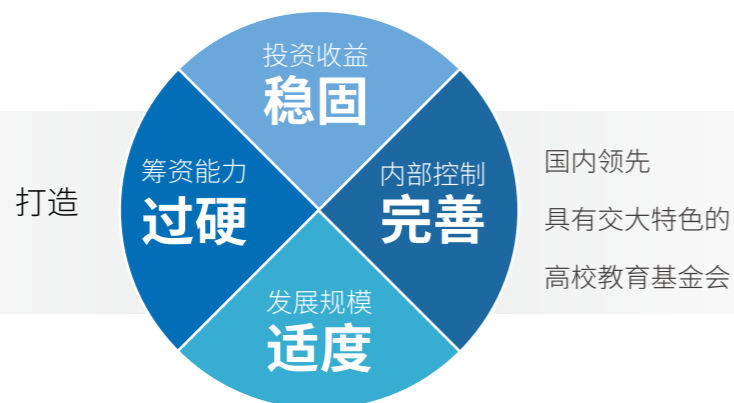 打造
投资收益
稳固
筹资能力
过硬
内部控制
完善
发展规模
适度
国内领先
具有交大特色的
高校教育基金会